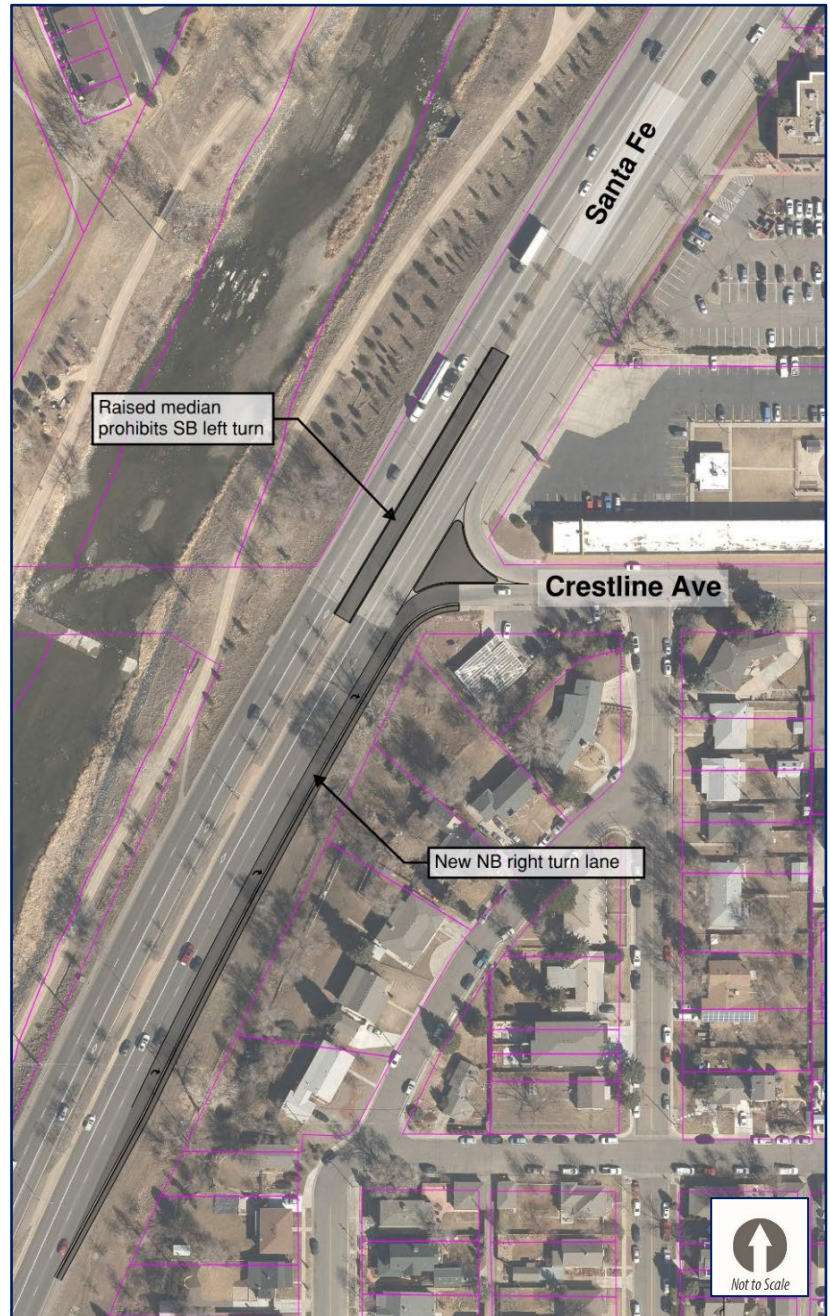 Santa Fe
Raised median
prohibits SB left turn
Crestline Ave
New NB right turn lane
Not to Scale